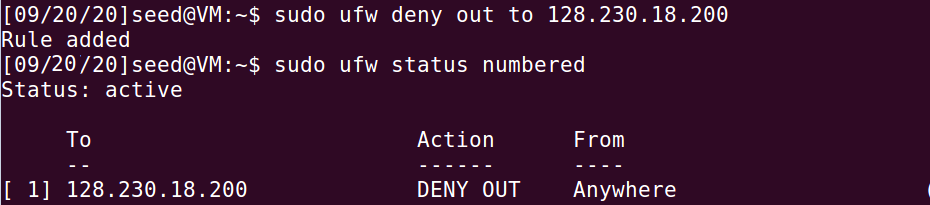 [09/20/20]seed@VM:~$ sudo ufw deny out to 128.230.18.200
Rule added
[09/20/20]seed@VM:~$ sudo ufw status numbered
Status: active
To Action From
-- ------ ----
[ 1] 128.230.18.200 DENY OUT Anywhere